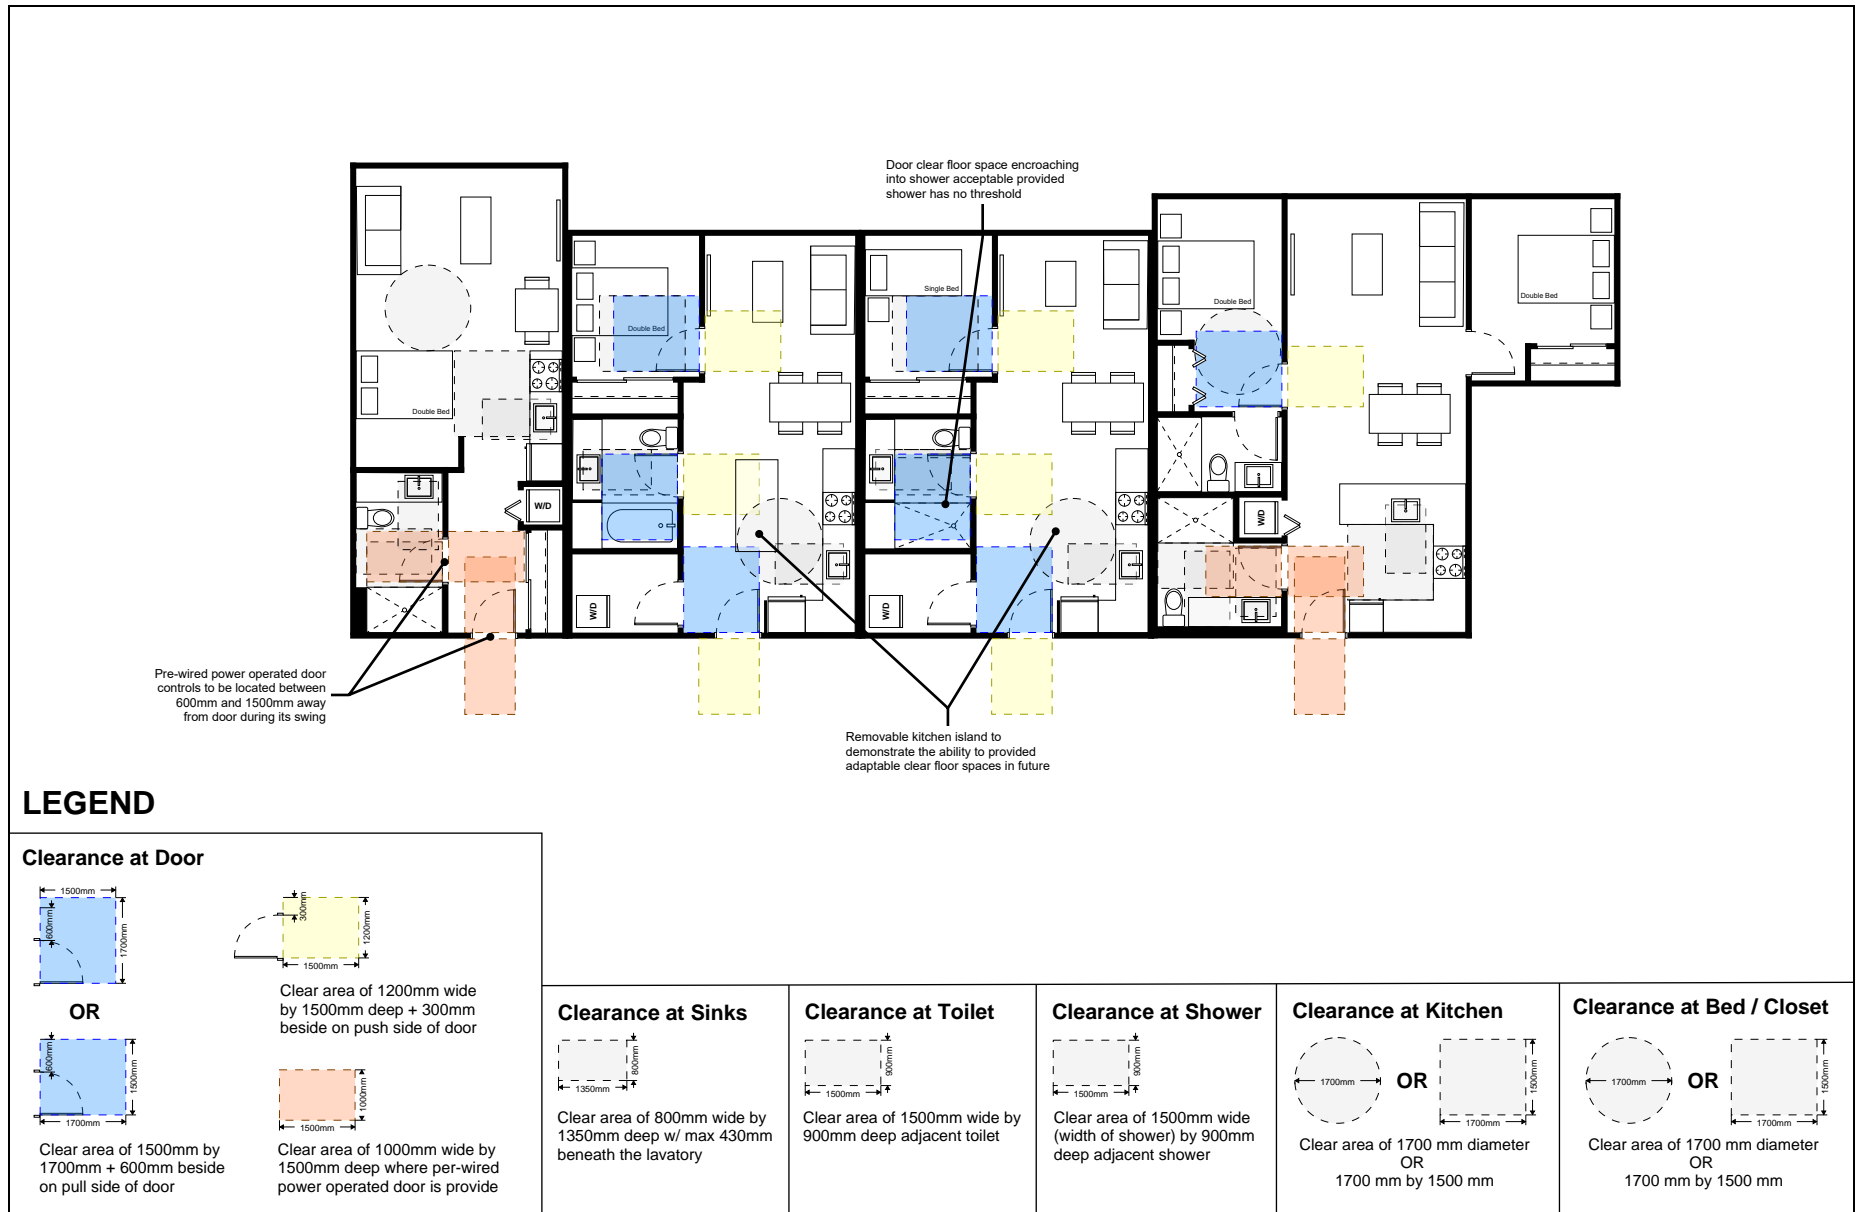 Door clear floor space encroaching
into shower acceptable provided
shower has no threshold
Double Bed
Double Bed
Single Bed
Double Bed
Double Bed
W/D
W/D
W/D
W/D
Pre-wired power operated door
controls to be located between
600mm and 1500mm away
from door during its swing
Removable kitchen island to
demonstrate the ability to provided
adaptable clear floor spaces in future
LEGEND
Clearance at Door
1500mm
600mm
1700mm
OR
600mm
1500mm
1700mm
Clear area of 1500mm by
1700mm + 600mm beside
on pull side of door
300mm
1200mm
1500mm
Clear area of 1200mm wide
by 1500mm deep + 300mm
beside on push side of door
1000mm
1500mm
Clear area of 1000mm wide by
1500mm deep where per-wired
power operated door is provide
Clearance at Sinks
800mm
1350mm
Clear area of 800mm wide by
1350mm deep w/ max 430mm
beneath the lavatory
Clearance at Toilet
900mm
1500mm
Clear area of 1500mm wide by
900mm deep adjacent toilet
Clearance at Shower
900mm
1500mm
Clear area of 1500mm wide
(width of shower) by 900mm
deep adjacent shower
Clearance at Kitchen
1700mm
OR
1500mm
1700mm
Clear area of 1700 mm diameter
OR
1700 mm by 1500 mm
Clearance at Bed / Closet
1700mm
OR
1500mm
1700mm
Clear area of 1700 mm diameter
OR
1700 mm by 1500 mm